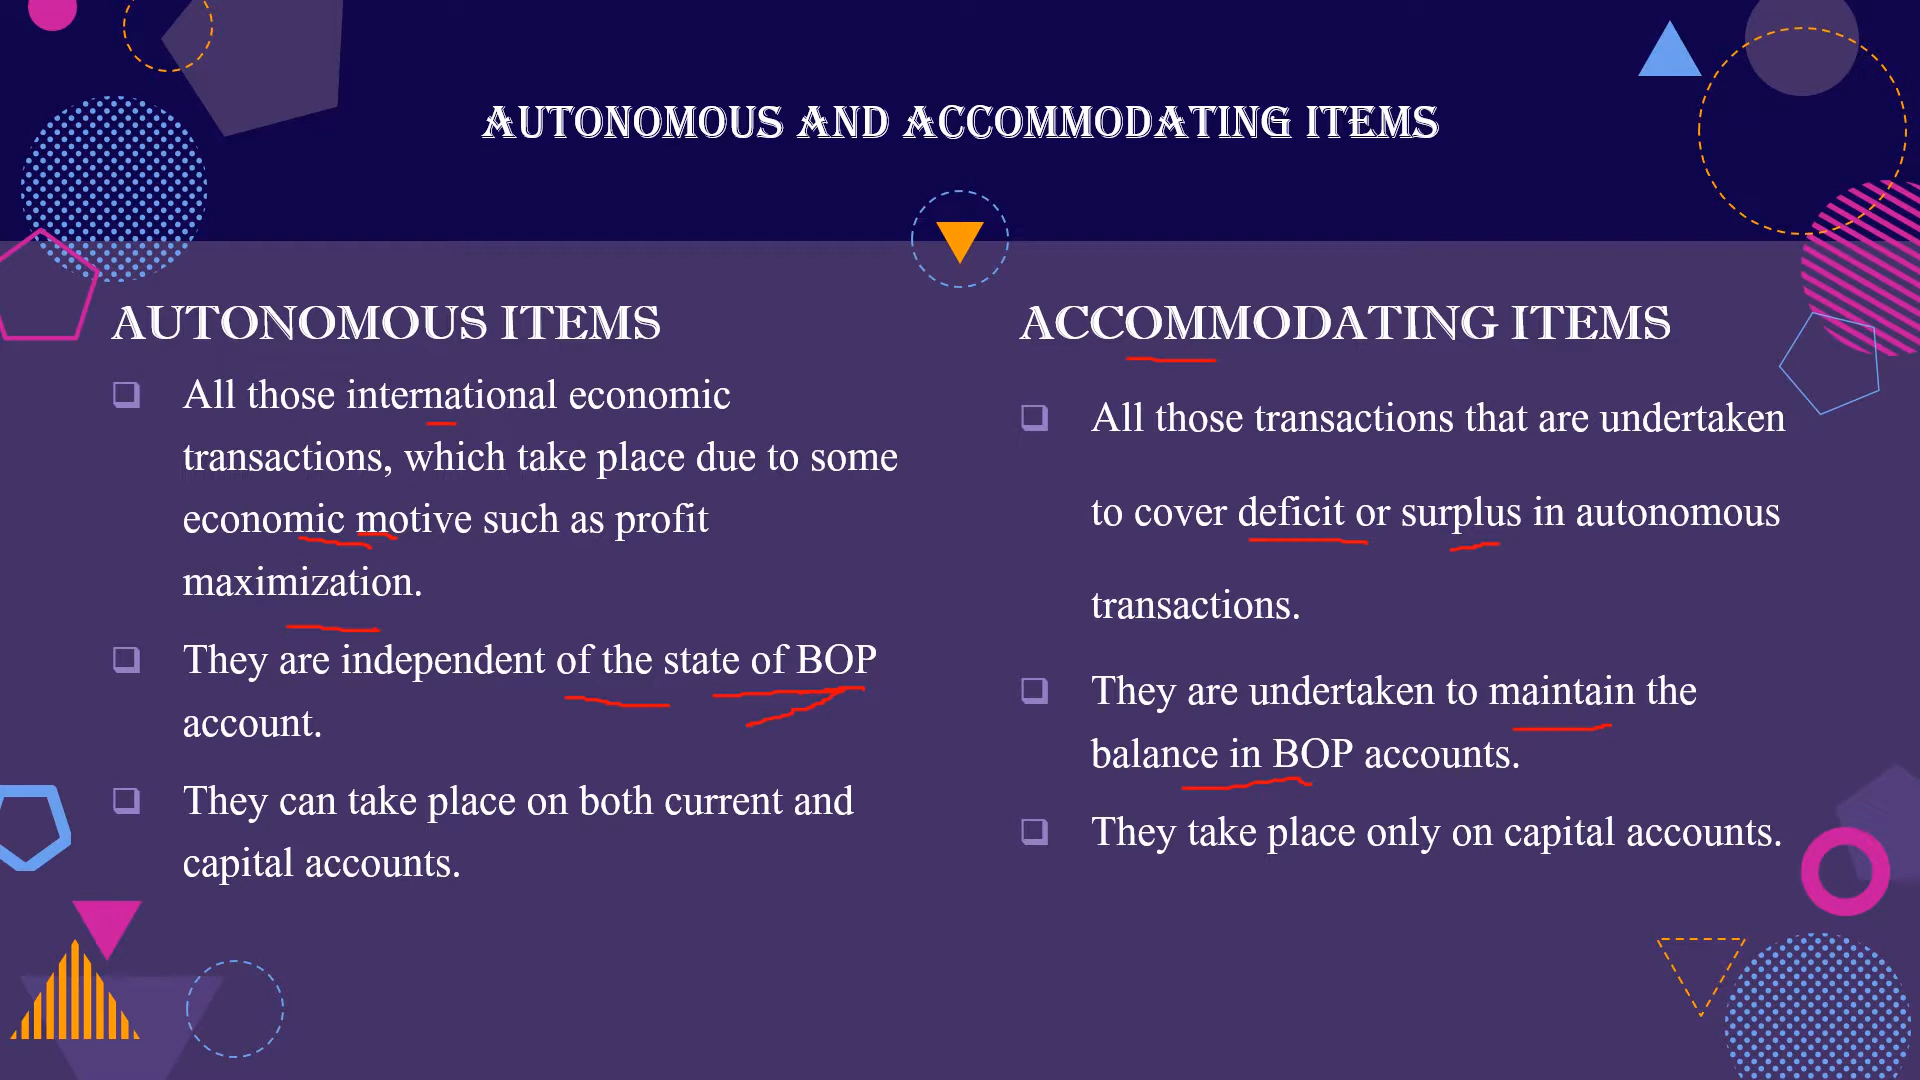 AUTONOMOUS AND ACCOMMODATING ITEMS
AUTONOMOUS ITEMS
All those international economic
transactions, which take place due to some
economic motive such as profit
maximization.
They are independent of the state of BOP
account.
They can take place on both current and
capital accounts.
ACCOMMODATING ITEMS
All those transactions that are undertaken
to cover deficit or surplus in autonomous
transactions.
They are undertaken to maintain the
balance in BOP accounts.
They take place only on capital accounts.